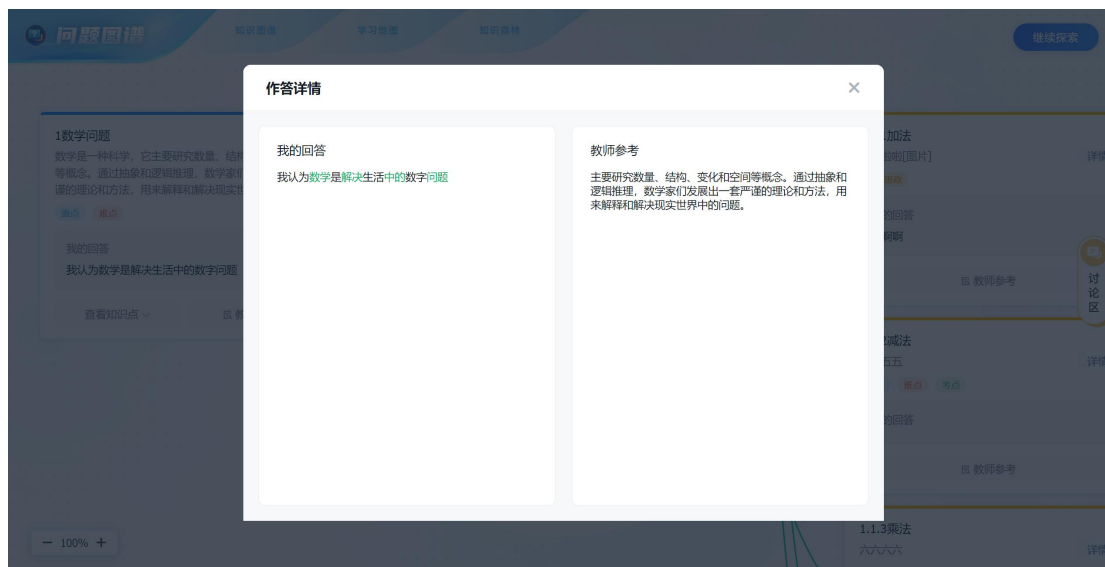 问题图谱
知识图谱
学习数图
知识森林
继续探索
作答详情
我的回答
我认为数学是解决生活中的数字问题
教师参考
主要研究数量、结构、变化和空间等概念。通过抽象和
逻辑推理，数学家们发展出一套严谨的理论和方法，用
来解释和解决现实世界中的问题。
1数学问题
数学是一种科学，它主要研究数量、结
等概念。通过抽象和逻辑推理，数学家们
谨的理论和方法，用来解释和解决现实世
重点 难点
我的回答
我认为数学是解决生活中的数字问题
查看知识点
加法
[图片]
详情
回答
啊啊
教师参考
讨论区
减法
五五
详情
重点 考点
的回答
教师参考
1.1.3乘法
六六六六
详情
100%